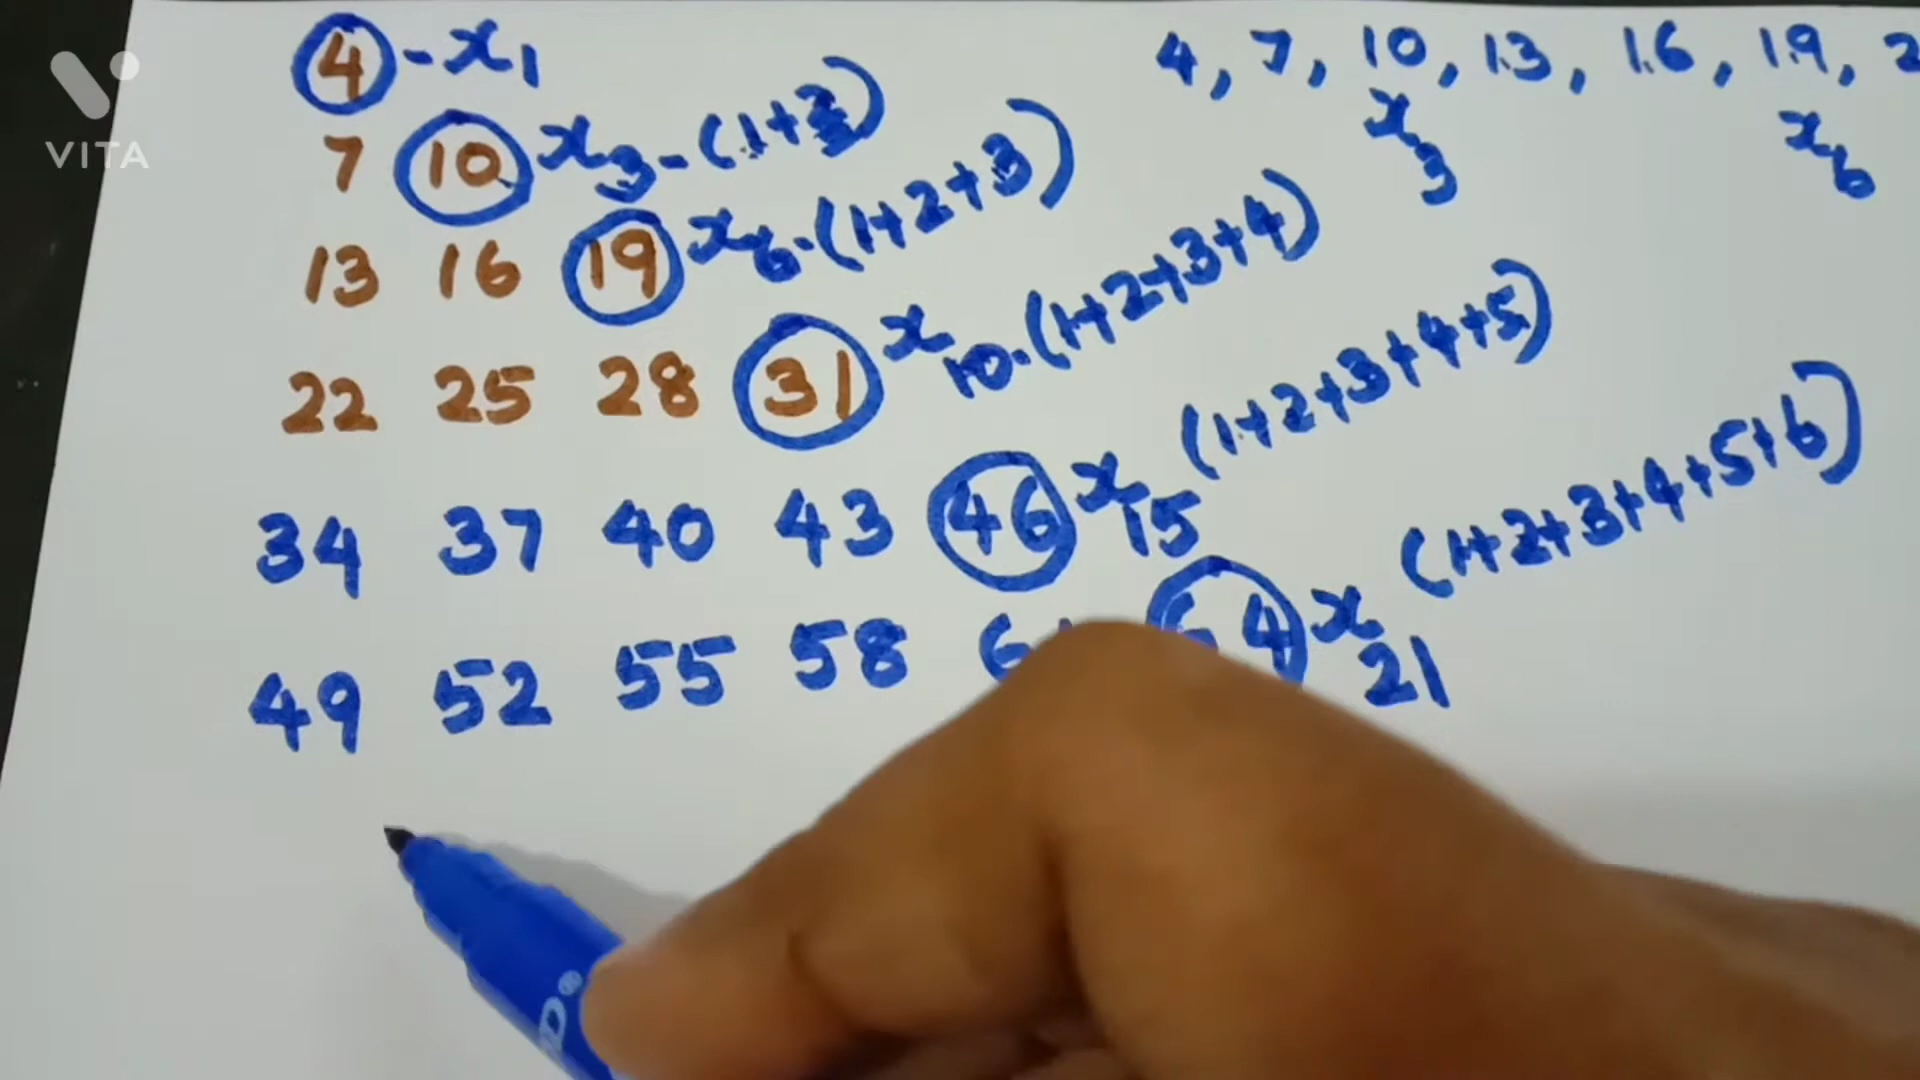 VITA
4 - x1
4, 7, 10, 13, 16, 19, 2
x3
x6
7 10 x3 - (1+2)
13 16 19 x6 . (1+2+3)
22 25 28 31 x10 . (1+2+3+4)
34 37 40 43 46 x15 (1+2+3+4+5)
49 52 55 58 64 x21 (1+2+3+4+5+6)